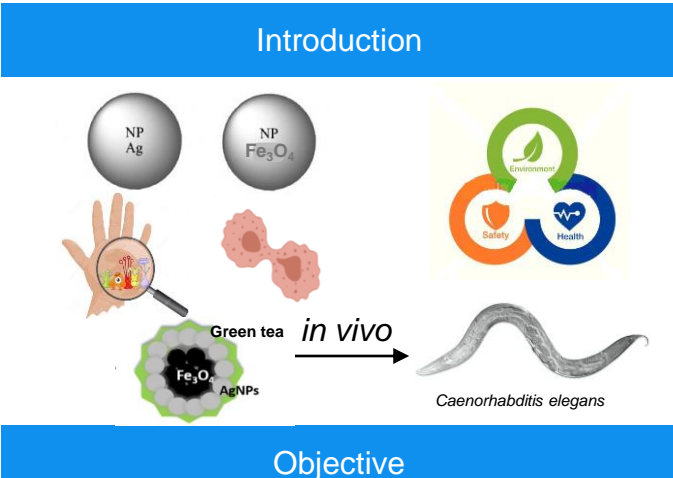 Introduction
NP
Ag
NP
Fe₃O₄
Environment
Safety
Health
Green tea
Fe₃O₄
AgNPs
in vivo
Caenorhabditis elegans
Objective